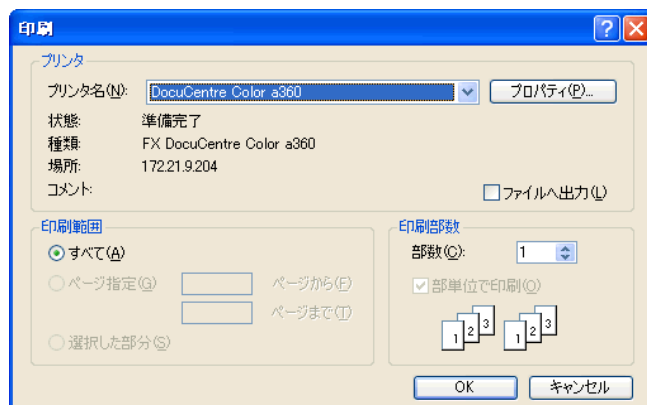 印刷
プリンタ
プリンタ名(N): DocuCentre Color a360 プロパティ(P)...
状態: 準備完了
種類: FX DocuCentre Color a360
場所: 172.21.9.204
コメント: ファイルへ出力(L)
印刷範囲
すべて(A)
ページ指定(G) ページから(F)
ページまで(T)
選択した部分(S)
印刷部数
部数(C): 1
部単位で印刷(O)
1 2 3 1 2 3
OK キャンセル